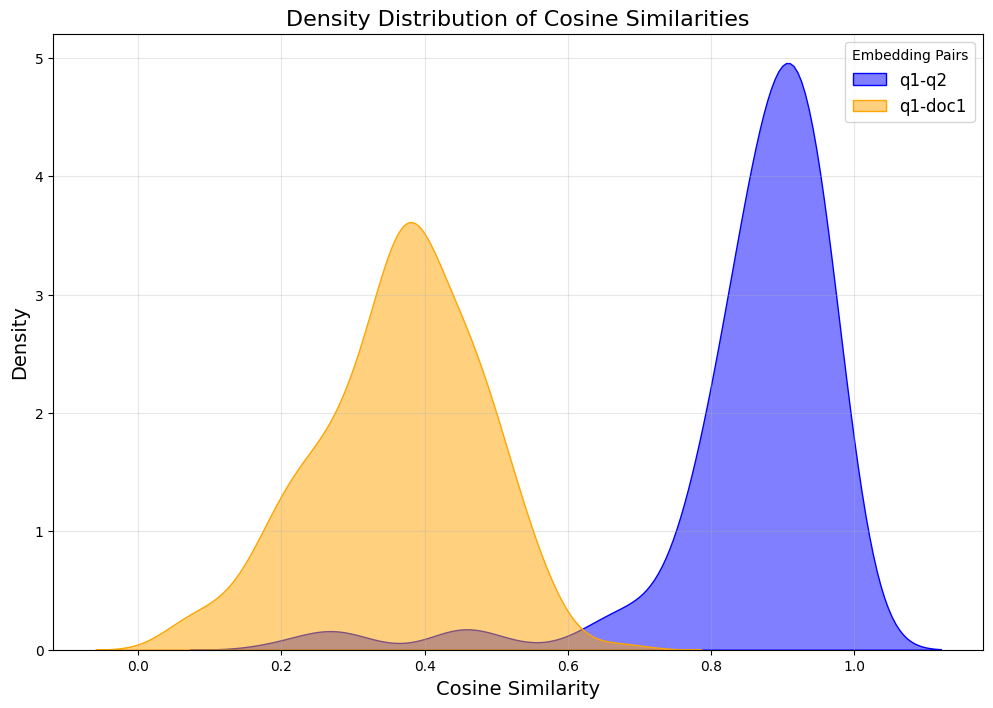 Density Distribution of Cosine Similarities
Embedding Pairs
q1-q2
q1-doc1
Density
5
4
3
2
1
0
0.0 0.2 0.4 0.6 0.8 1.0
Cosine Similarity